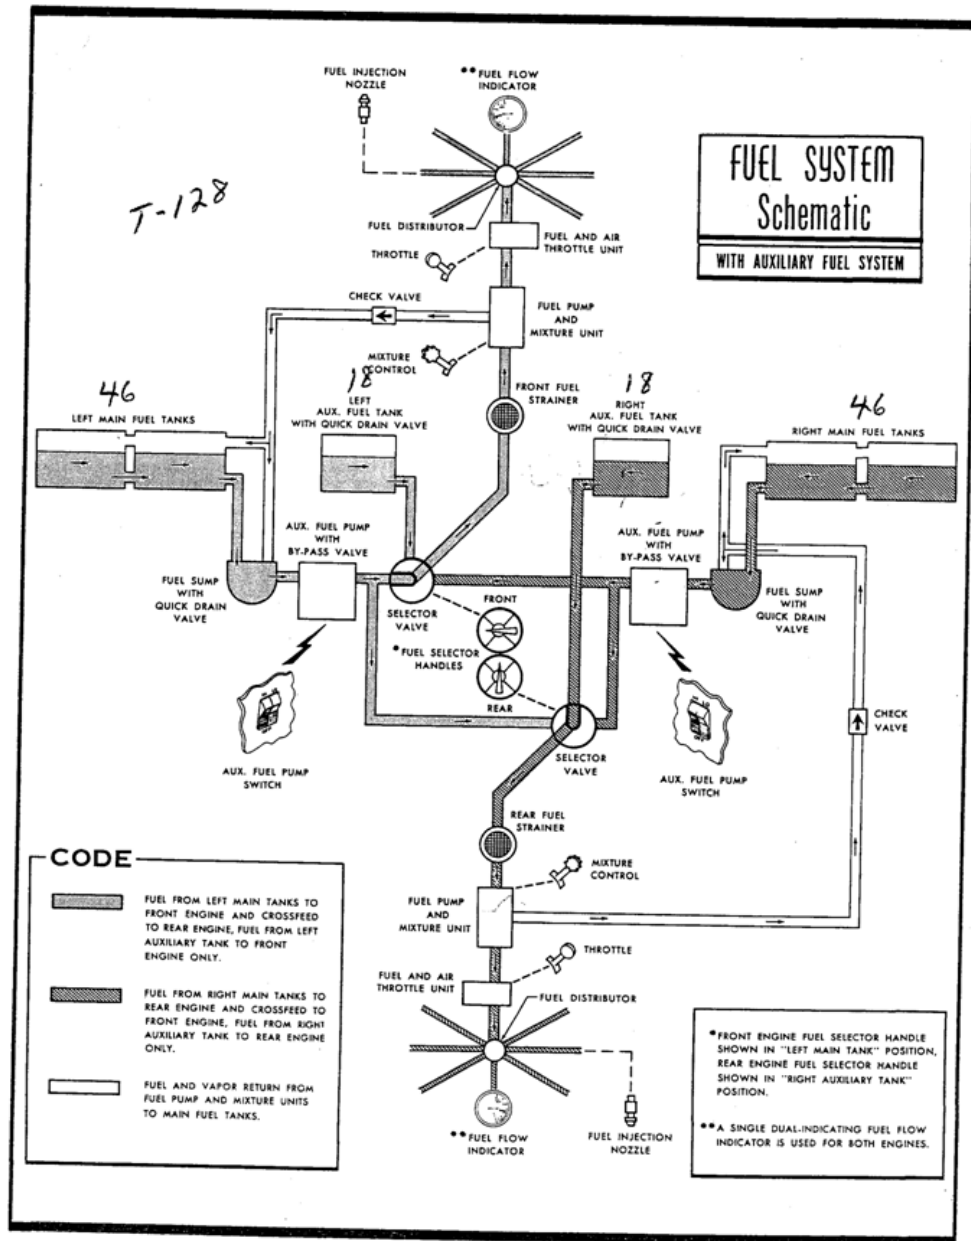 FUEL INJECTION
NOZZLE
**FUEL FLOW
INDICATOR
FUEL SYSTEM
Schematic
WITH AUXILIARY FUEL SYSTEM
T-128
FUEL DISTRIBUTOR
FUEL AND AIR
THROTTLE UNIT
THROTTLE
CHECK VALVE
FUEL PUMP
AND
MIXTURE UNIT
MIXTURE
CONTROL
46
LEFT MAIN FUEL TANKS
18
LEFT
AUX. FUEL TANK
WITH QUICK DRAIN VALVE
FRONT FUEL
STRAINER
18
RIGHT
AUX. FUEL TANK
WITH QUICK DRAIN VALVE
46
RIGHT MAIN FUEL TANKS
AUX. FUEL PUMP
WITH
BY-PASS VALVE
AUX. FUEL PUMP
WITH
BY-PASS VALVE
FUEL SUMP
WITH
QUICK DRAIN
VALVE
SELECTOR
VALVE
FRONT
*FUEL SELECTOR
HANDLES
REAR
FUEL SUMP
WITH
QUICK DRAIN
VALVE
AUX. FUEL PUMP
SWITCH
SELECTOR
VALVE
AUX. FUEL PUMP
SWITCH
CHECK
VALVE
REAR FUEL
STRAINER
MIXTURE
CONTROL
FUEL PUMP
AND
MIXTURE UNIT
THROTTLE
FUEL AND AIR
THROTTLE UNIT
FUEL DISTRIBUTOR
**FUEL FLOW
INDICATOR
FUEL INJECTION
NOZZLE
CODE
FUEL FROM LEFT MAIN TANKS TO
FRONT ENGINE AND CROSSFEED
TO REAR ENGINE, FUEL FROM LEFT
AUXILIARY TANK TO FRONT
ENGINE ONLY.
FUEL FROM RIGHT MAIN TANKS TO
REAR ENGINE AND CROSSFEED TO
FRONT ENGINE, FUEL FROM RIGHT
AUXILIARY TANK TO REAR ENGINE
ONLY.
FUEL AND VAPOR RETURN FROM
FUEL PUMP AND MIXTURE UNITS
TO MAIN FUEL TANKS.
*FRONT ENGINE FUEL SELECTOR HANDLE
SHOWN IN "LEFT MAIN TANK" POSITION,
REAR ENGINE FUEL SELECTOR HANDLE
SHOWN IN "RIGHT AUXILIARY TANK"
POSITION.
**A SINGLE DUAL-INDICATING FUEL FLOW
INDICATOR IS USED FOR BOTH ENGINES.